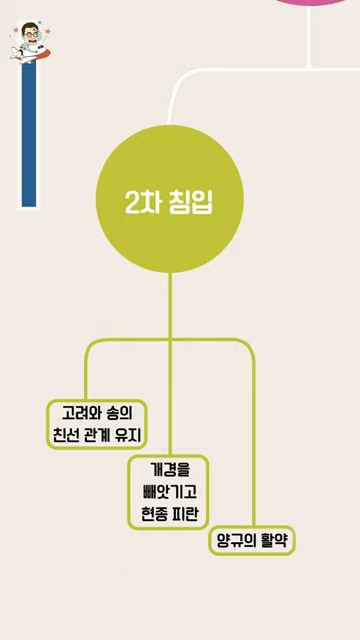 2차 침입
고려와 송의
친선 관계 유지
개경을
빼앗기고
현종 피란
양규의 활약